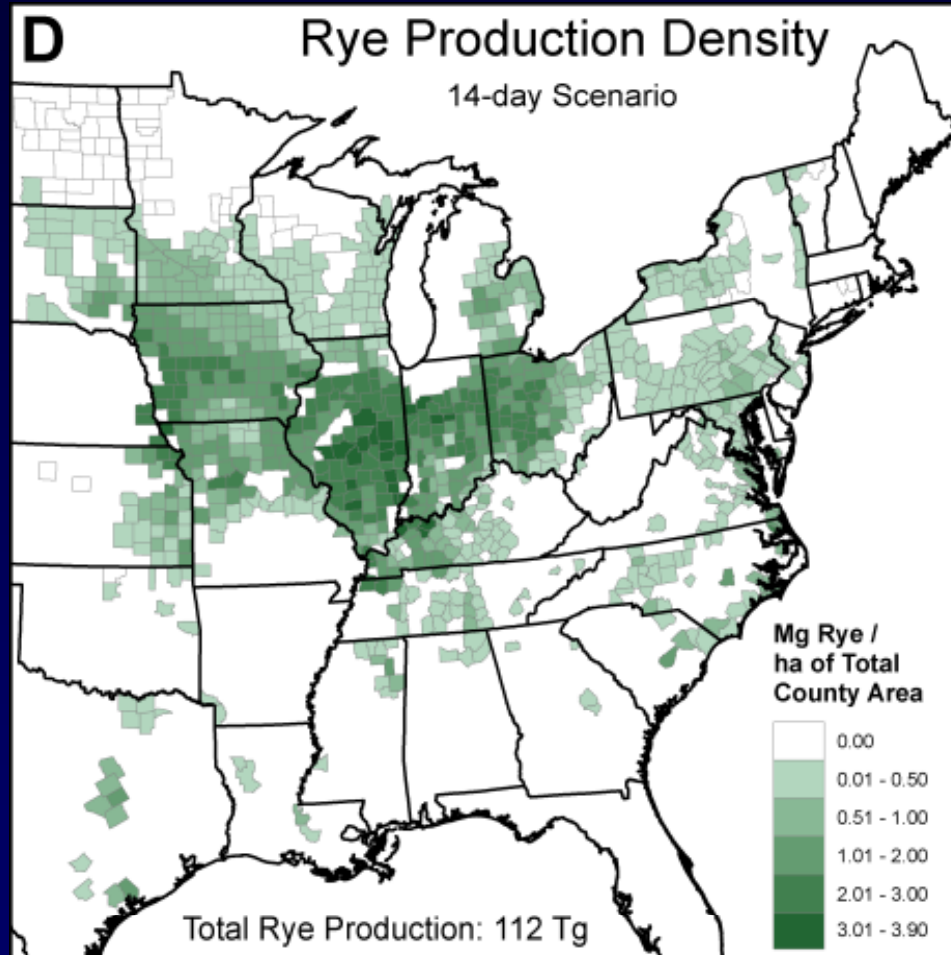 D
Rye Production Density
14-day Scenario
Mg Rye /
ha of Total
County Area
0.00
0.01 - 0.50
0.51 - 1.00
1.01 - 2.00
2.01 - 3.00
3.01 - 3.90
Total Rye Production: 112 Tg